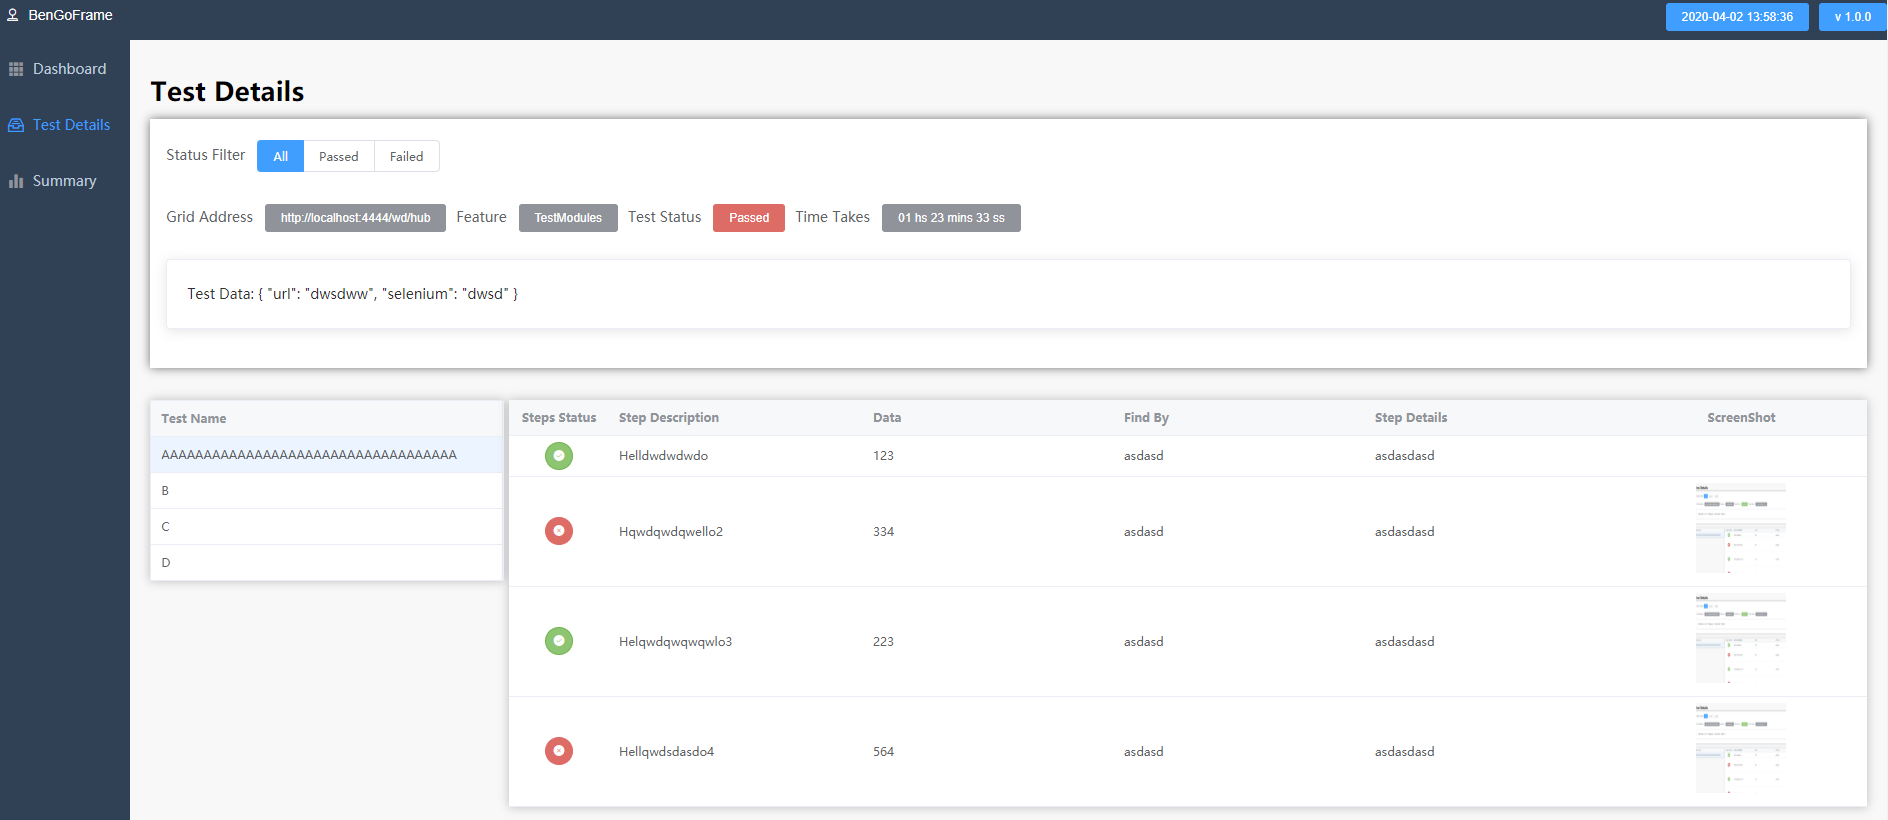 BenGoFrame
2020-04-02 13:58:36
v 1.0.0
Dashboard
Test Details
Summary
Test Details
Status Filter All Passed Failed
Grid Address http://localhost:4444/wd/hub Feature TestModules Test Status Passed Time Takes 01 hs 23 mins 33 ss
Test Data: { "url": "dwsdww", "selenium": "dwsd" }
Test Name
AAAAAAAAAAAAAAAAAAAAAAAAAAAAAAAAAAA
B
C
D
Steps Status Step Description Data Find By Step Details ScreenShot
Helldwdwdwdo 123 asdasd asdasdasd
Hqwdqwdqwello2 334 asdasd asdasdasd
Helqwdqwqwqwlo3 223 asdasd asdasdasd
Hellqwdsdasdo4 564 asdasd asdasdasd